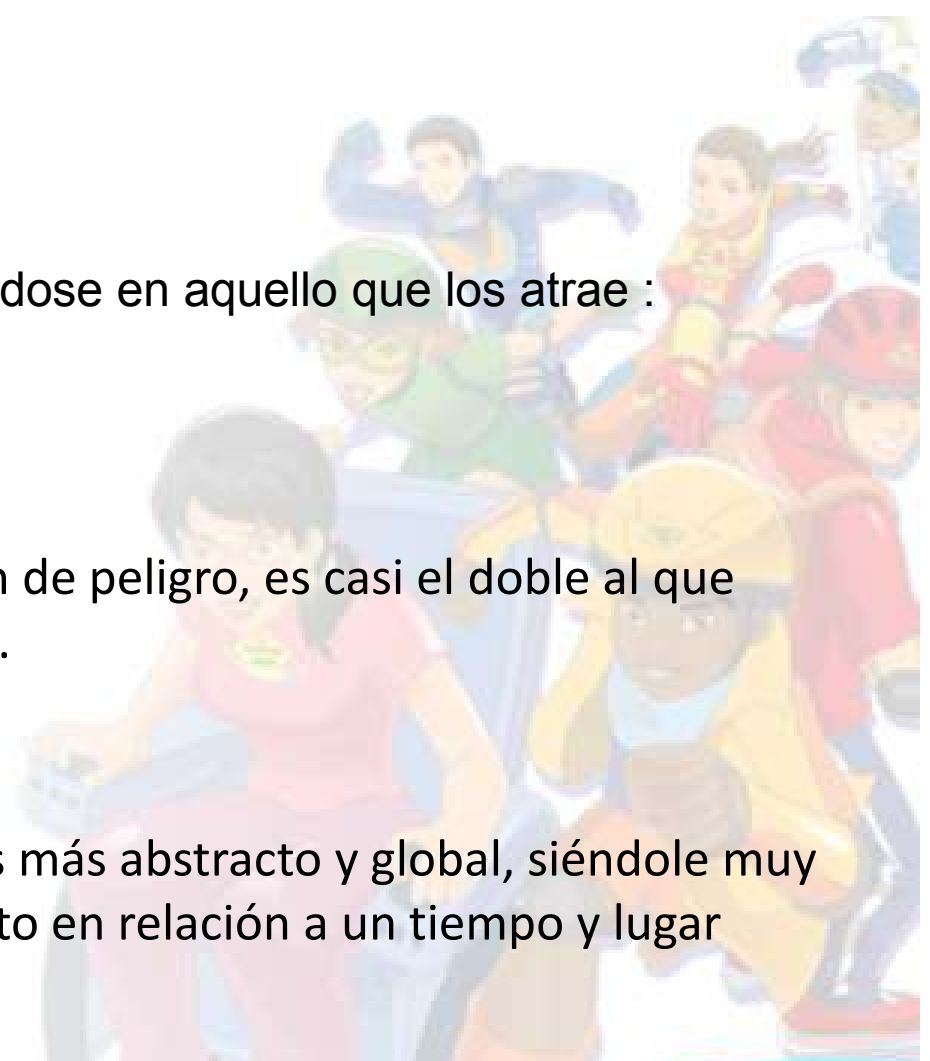 dose en aquello que los atrae :
de peligro, es casi el doble al que
.
más abstracto y global, siéndole muy
to en relación a un tiempo y lugar